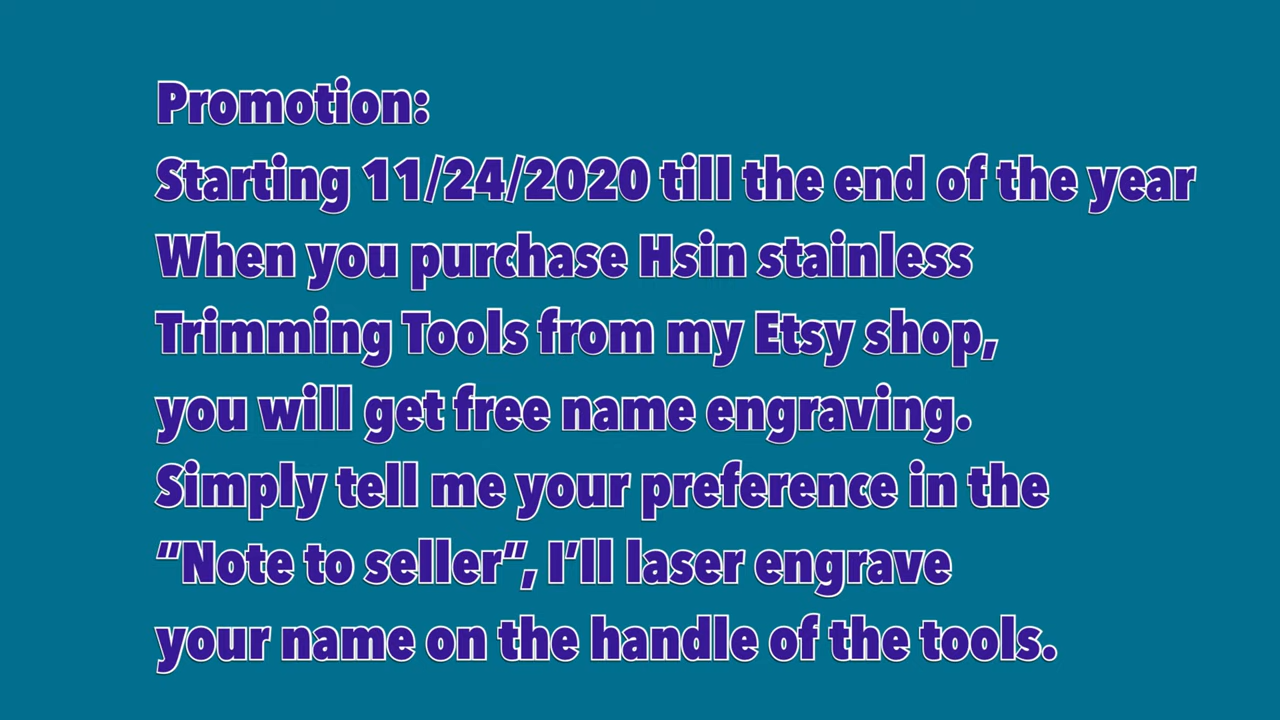 Promotion:
Starting 11/24/2020 till the end of the year
When you purchase Hsin stainless
Trimming Tools from my Etsy shop,
you will get free name engraving.
Simply tell me your preference in the
“Note to seller”, I’ll laser engrave
your name on the handle of the tools.